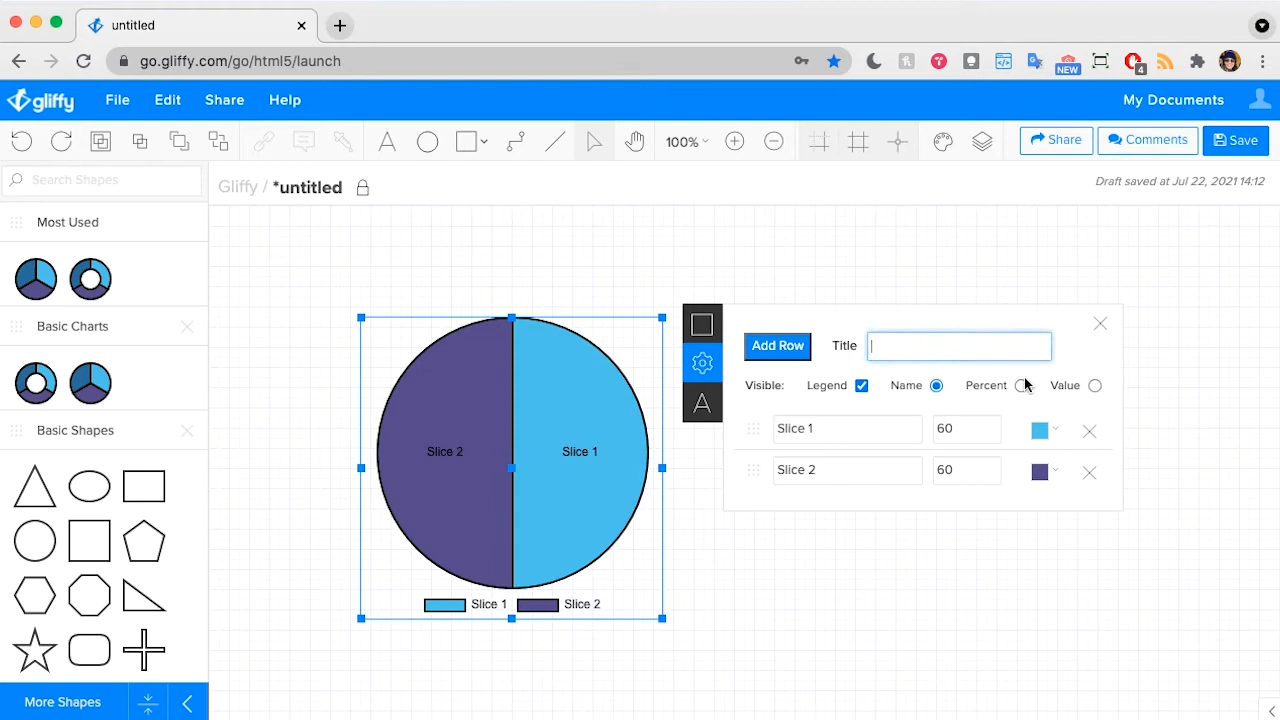 untitled
go.gliffy.com/go/html5/launch
NEW
4
gliffy
File
Edit
Share
Help
My Documents
100%
Share
Comments
Save
Search Shapes
Gliffy / *untitled
Draft saved at Jul 22, 2021 14:12
Most Used
Basic Charts
Basic Shapes
More Shapes
Slice 2
Slice 1
Slice 1
Slice 2
A
Add Row
Title
Visible:
Legend
Name
Percent
Value
Slice 1
60
Slice 2
60